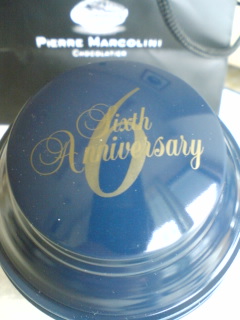 PIERRE MARCOLINI
CHOCOLATIER
6
Sixth
Anniversary